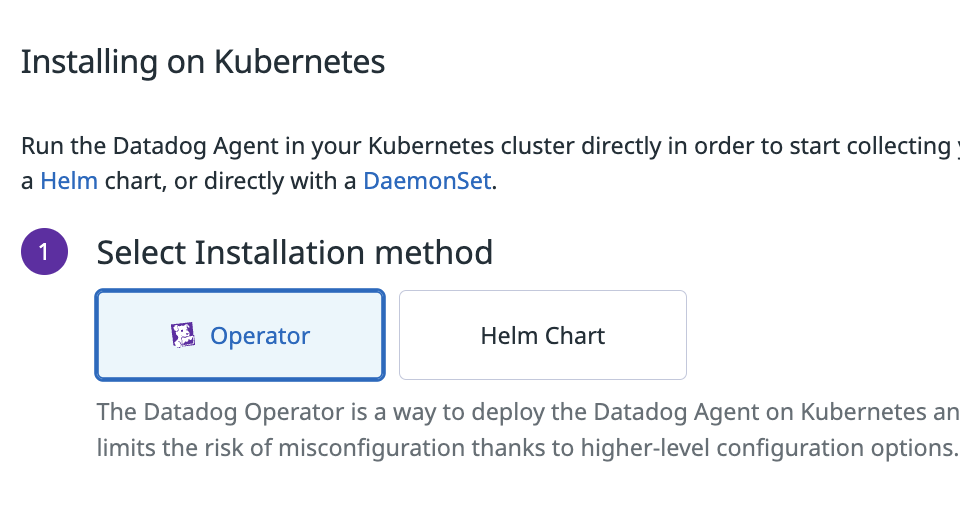 Installing on Kubernetes
Run the Datadog Agent in your Kubernetes cluster directly in order to start collecting
a Helm chart, or directly with a DaemonSet.
1 Select Installation method
Operator Helm Chart
The Datadog Operator is a way to deploy the Datadog Agent on Kubernetes an
limits the risk of misconfiguration thanks to higher-level configuration options.